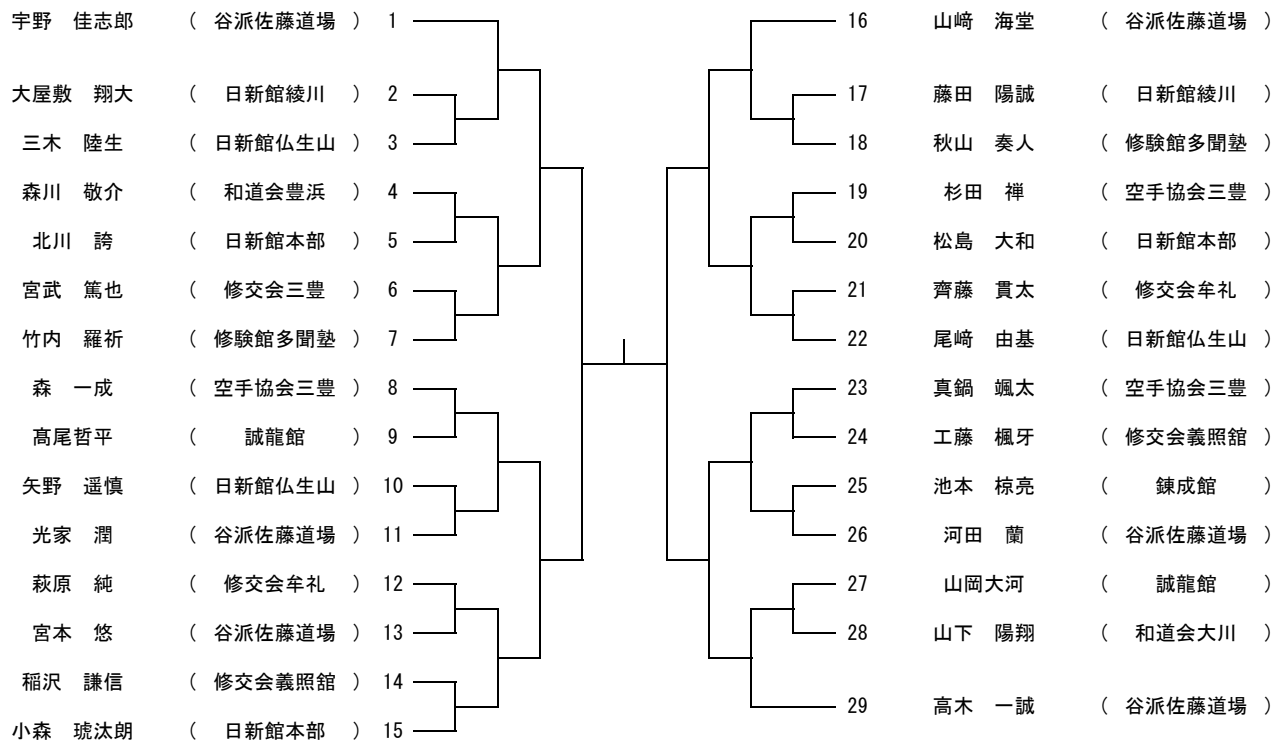 宇野　佳志郎 （ 谷派佐藤道場 ） 1
大屋敷　翔大 （ 日新館綾川 ） 2
三木　陸生 （ 日新館仏生山 ） 3
森川　敬介 （ 和道会豊浜 ） 4
北川　誇 （ 日新館本部 ） 5
宮武　篤也 （ 修交会三豊 ） 6
竹内　羅祈 （ 修験館多聞塾 ） 7
森　一成 （ 空手協会三豊 ） 8
髙尾哲平 （ 誠龍館 ） 9
矢野　遥慎 （ 日新館仏生山 ） 10
光家　潤 （ 谷派佐藤道場 ） 11
萩原　純 （ 修交会牟礼 ） 12
宮本　悠 （ 谷派佐藤道場 ） 13
稲沢　謙信 （ 修交会義照舘 ） 14
小森　琥汰朗 （ 日新館本部 ） 15
16 山﨑　海堂 （ 谷派佐藤道場 ）
17 藤田　陽誠 （ 日新館綾川 ）
18 秋山　奏人 （ 修験館多聞塾 ）
19 杉田　禅 （ 空手協会三豊 ）
20 松島　大和 （ 日新館本部 ）
21 齊藤　貫太 （ 修交会牟礼 ）
22 尾﨑　由基 （ 日新館仏生山 ）
23 真鍋　颯太 （ 空手協会三豊 ）
24 工藤　楓牙 （ 修交会義照舘 ）
25 池本　椋亮 （ 錬成館 ）
26 河田　蘭 （ 谷派佐藤道場 ）
27 山岡大河 （ 誠龍館 ）
28 山下　陽翔 （ 和道会大川 ）
29 高木　一誠 （ 谷派佐藤道場 ）